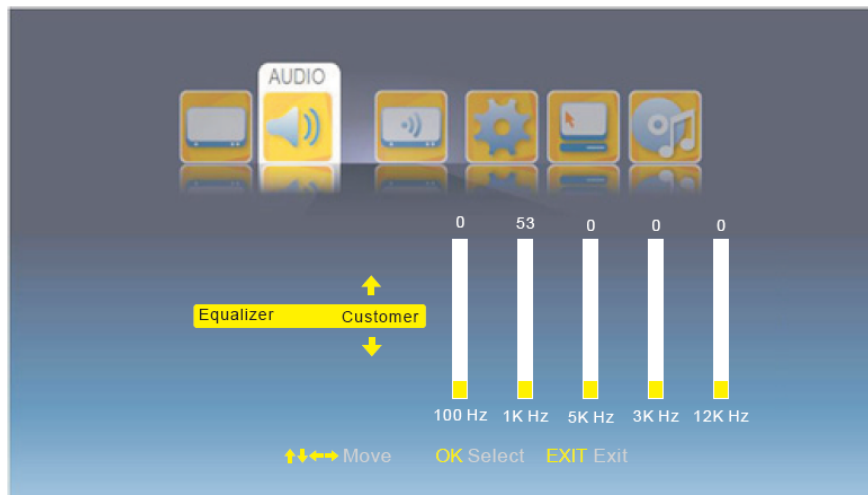 AUDIO
0 53 0 0 0
Equalizer Customer
100 Hz 1K Hz 5K Hz 3K Hz 12K Hz
Move OK Select EXIT Exit